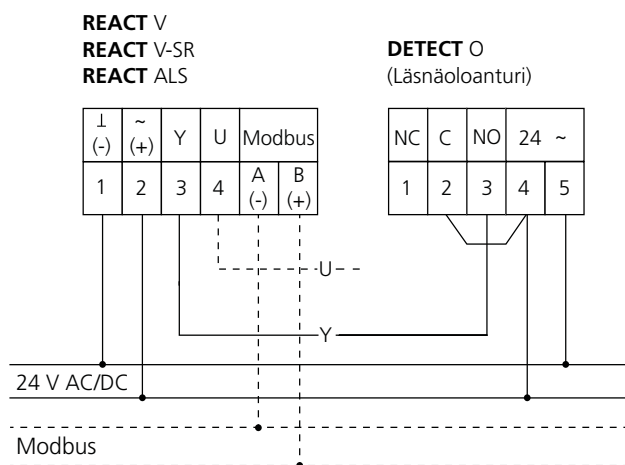 REACT V
REACT V-SR
REACT ALS
DETECT O
(Läsnäoloanturi)
⊥ (-) ~ (+) Y U Modbus
1 2 3 4 A (-) B (+)
NC C NO 24 ~
1 2 3 4 5
U
Y
24 V AC/DC
Modbus